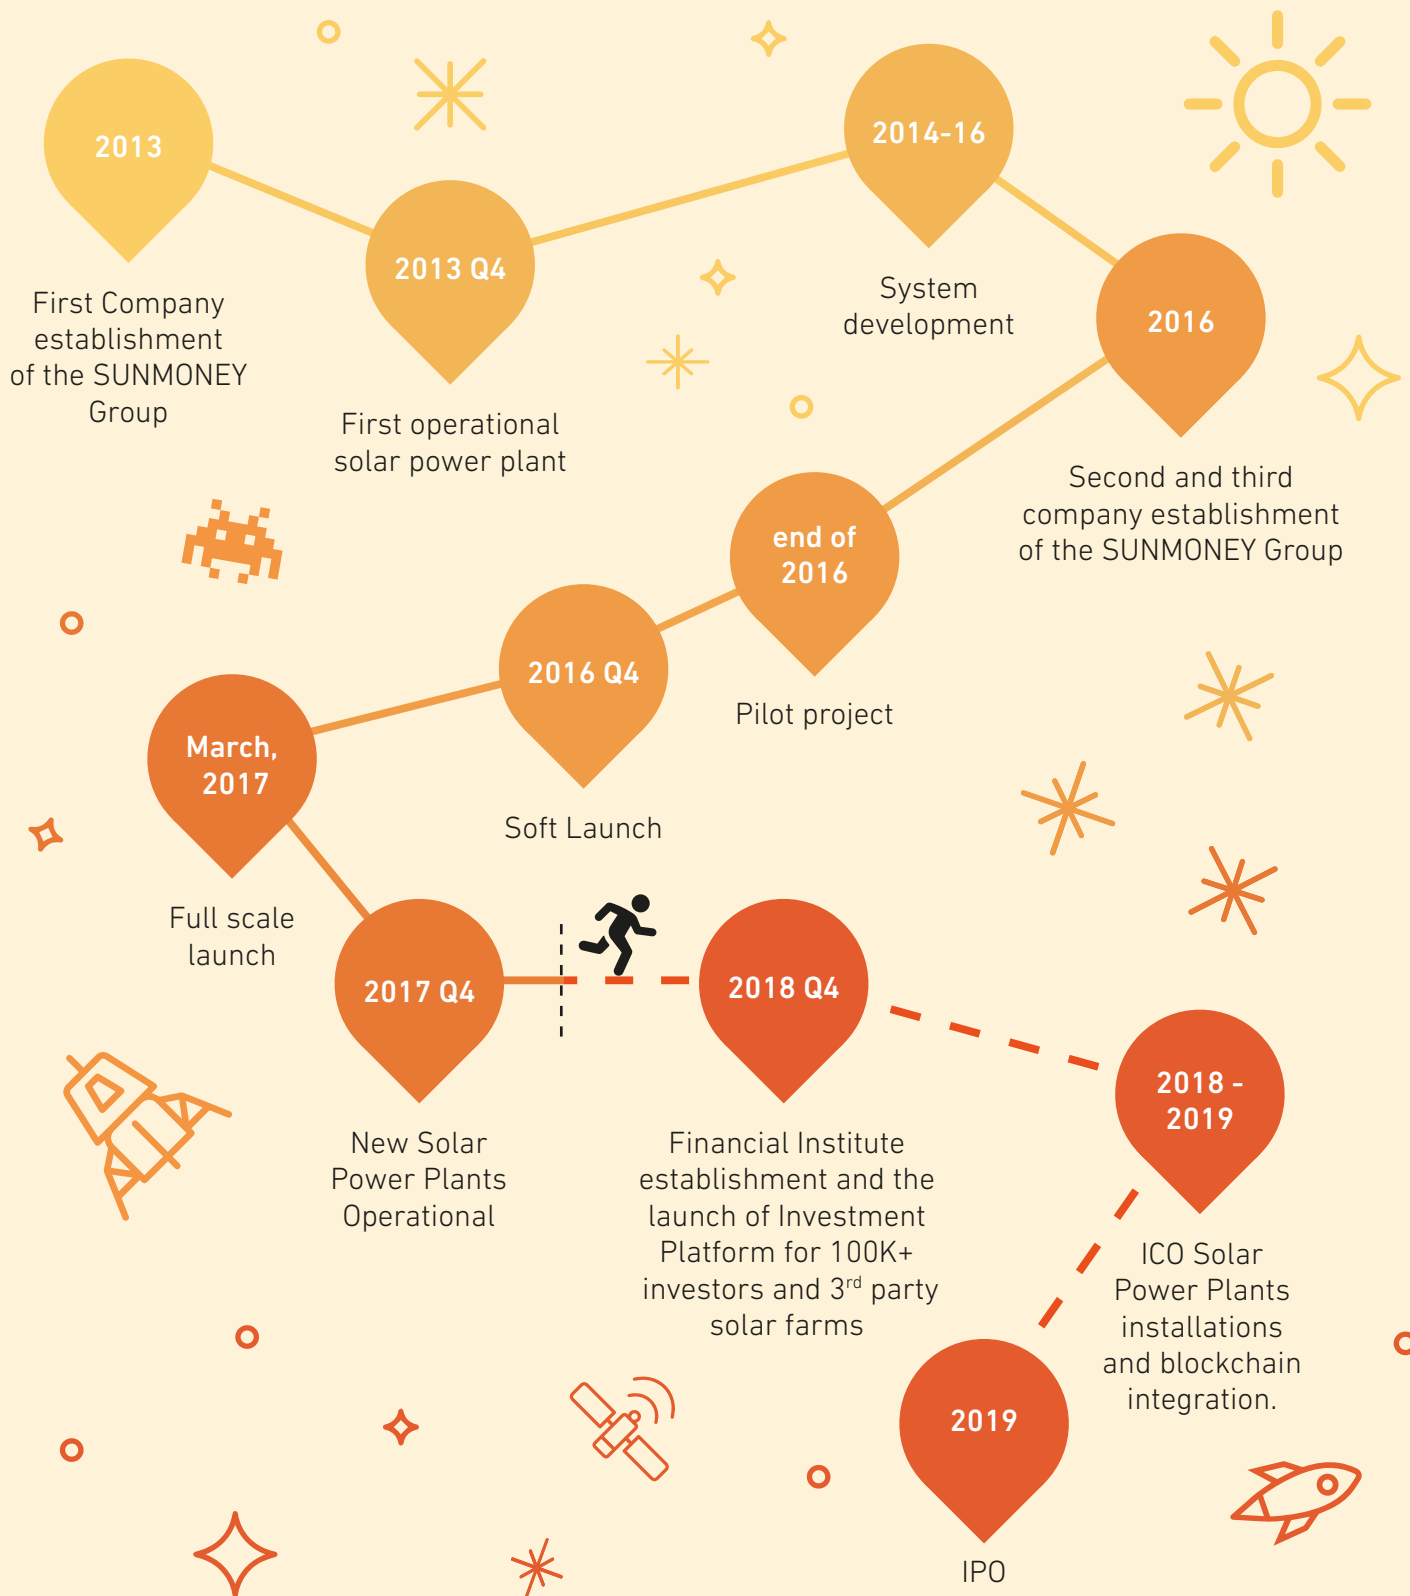 2013
First Company
establishment
of the SUNMONEY
Group
2013 Q4
First operational
solar power plant
2014-16
System
development
2016
Second and third
company establishment
of the SUNMONEY Group
end of
2016
Pilot project
2016 Q4
Soft Launch
March,
2017
Full scale
launch
2017 Q4
New Solar
Power Plants
Operational
2018 Q4
Financial Institute
establishment and the
launch of Investment
Platform for 100K+
investors and 3rd party
solar farms
2018 -
2019
ICO Solar
Power Plants
installations
and blockchain
integration.
2019
IPO